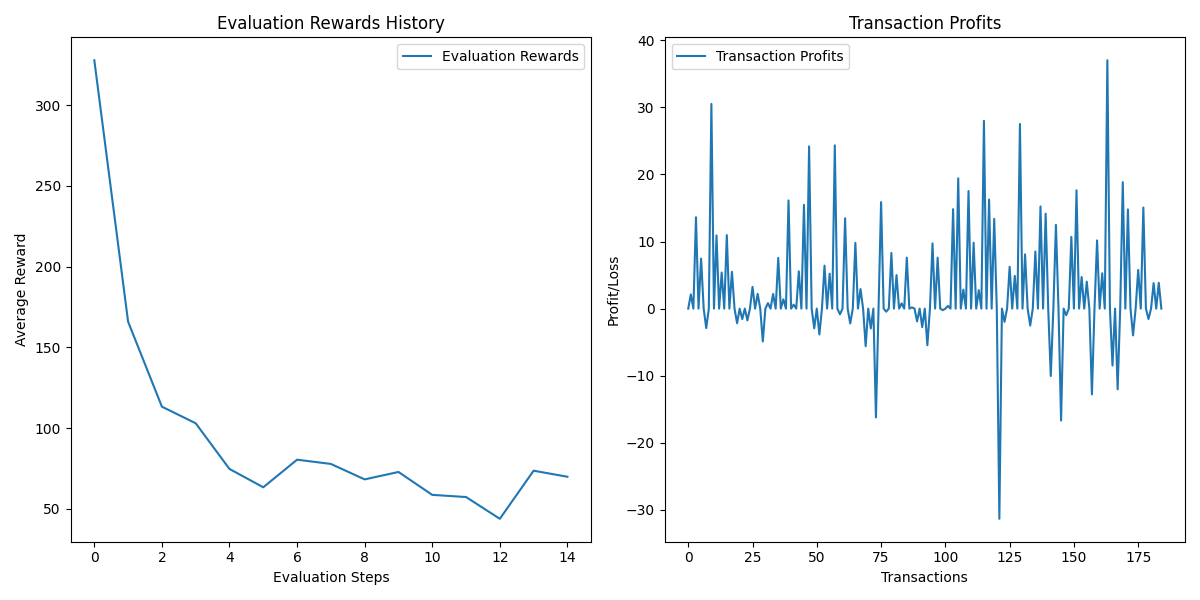 Evaluation Rewards History
Evaluation Rewards
300
250
200
150
100
50
Average Reward
0 2 4 6 8 10 12 14
Evaluation Steps
Transaction Profits
Transaction Profits
40
30
20
10
0
−10
−20
−30
Profit/Loss
0 25 50 75 100 125 150 175
Transactions